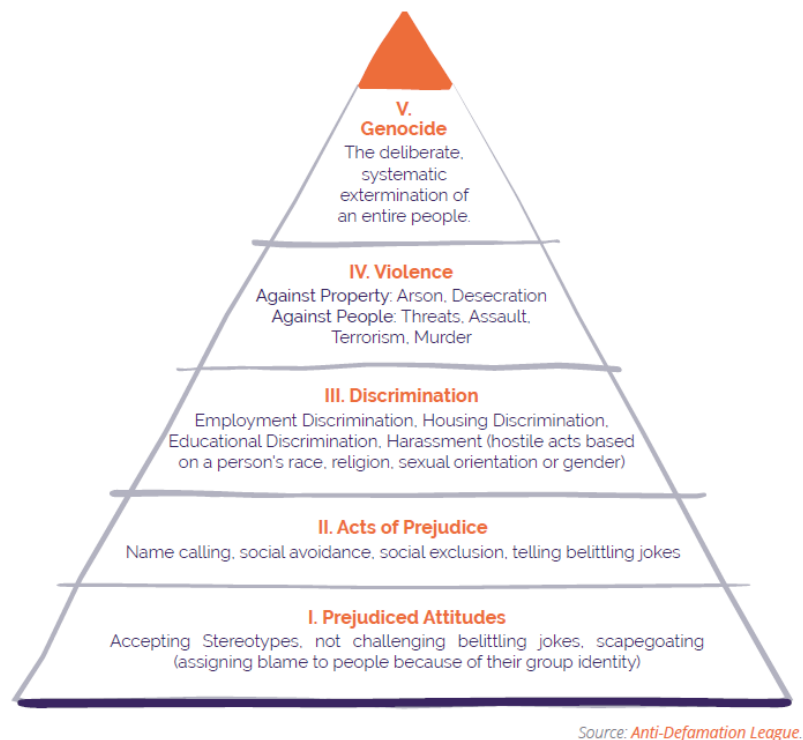 V.
Genocide
The deliberate,
systematic
extermination of
an entire people.
IV. Violence
Against Property: Arson, Desecration
Against People: Threats, Assault,
Terrorism, Murder
III. Discrimination
Employment Discrimination, Housing Discrimination,
Educational Discrimination, Harassment (hostile acts based
on a person's race, religion, sexual orientation or gender)
II. Acts of Prejudice
Name calling, social avoidance, social exclusion, telling belittling jokes
I. Prejudiced Attitudes
Accepting Stereotypes, not challenging belittling jokes, scapegoating
(assigning blame to people because of their group identity)
Source: Anti-Defamation League.